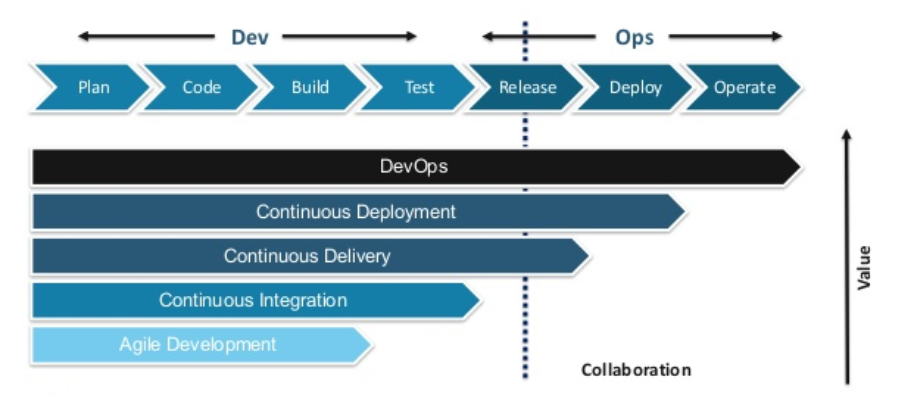 Dev Ops
Plan Code Build Test Release Deploy Operate
DevOps
Continuous Deployment
Continuous Delivery
Continuous Integration
Agile Development
Value
Collaboration